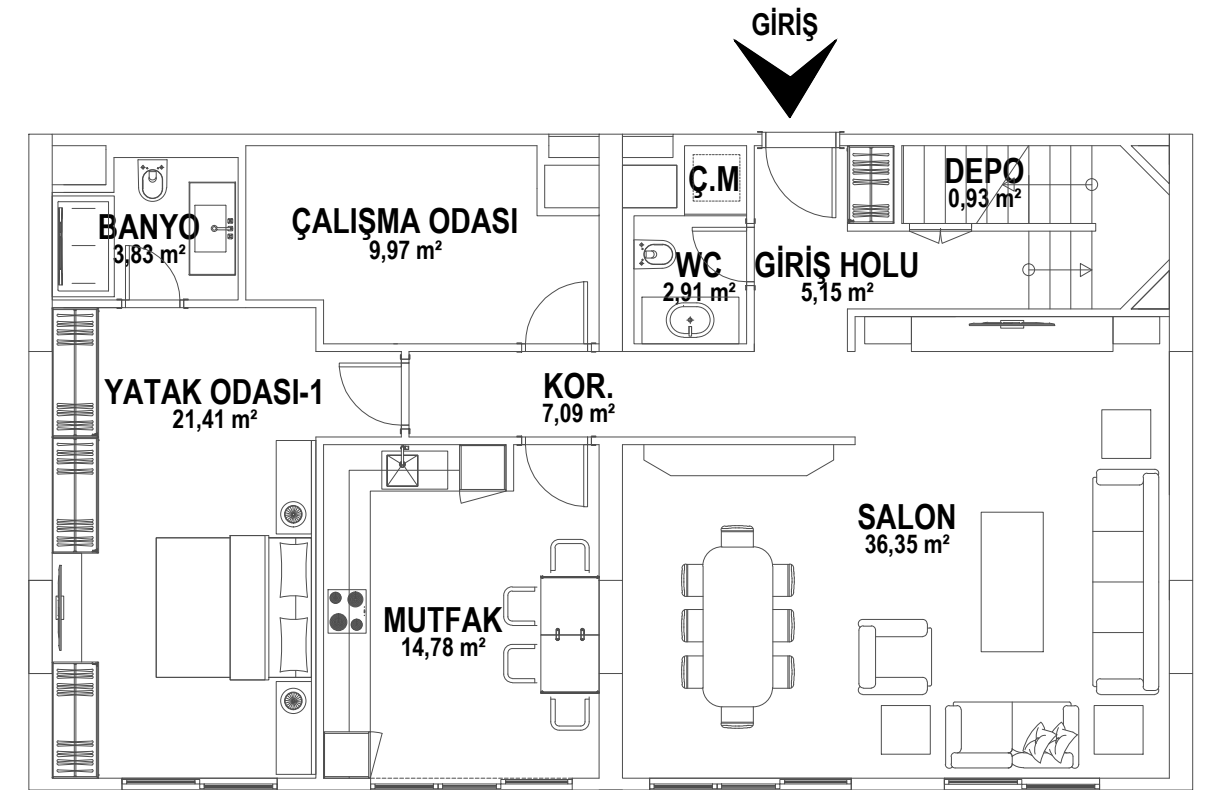 GİRİŞ
BANYO
3,83 m²
ÇALIŞMA ODASI
9,97 m²
Ç.M
WC
2,91 m²
GİRİŞ HOLU
5,15 m²
DEPO
0,93 m²
YATAK ODASI-1
21,41 m²
KOR.
7,09 m²
MUTFAK
14,78 m²
SALON
36,35 m²